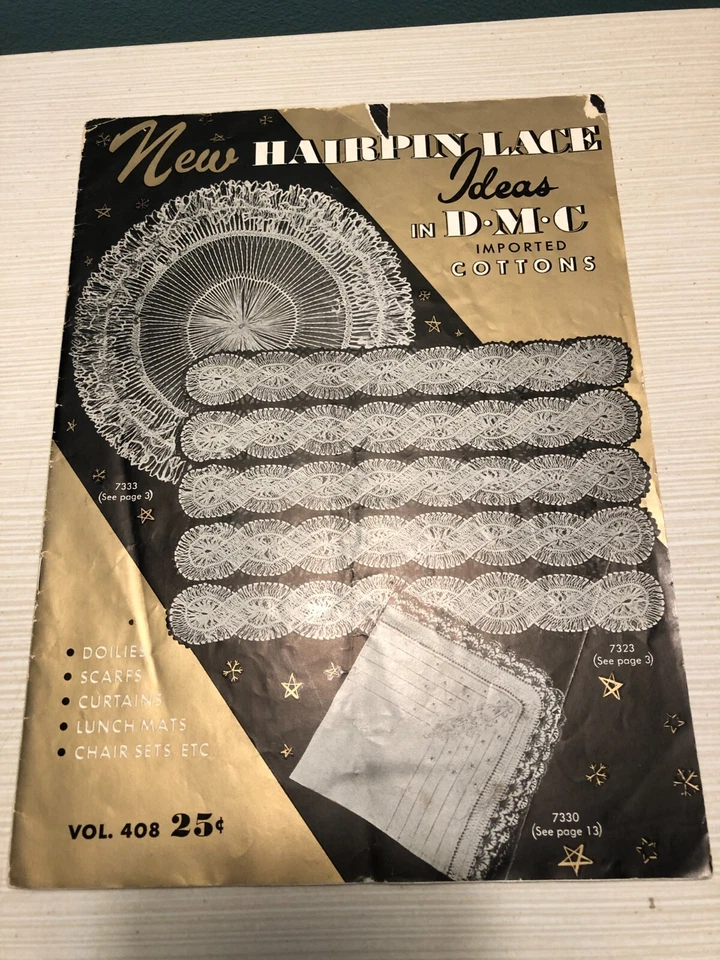 New HAIRPIN LACE
Ideas
IN D·M·C
IMPORTED
COTTONS
7333
(See page 3)
7323
(See page 3)
• DOILIES
• SCARFS
• CURTAINS
• LUNCH MATS
• CHAIR SETS, ETC.
7330
(See page 13)
VOL. 408 25¢